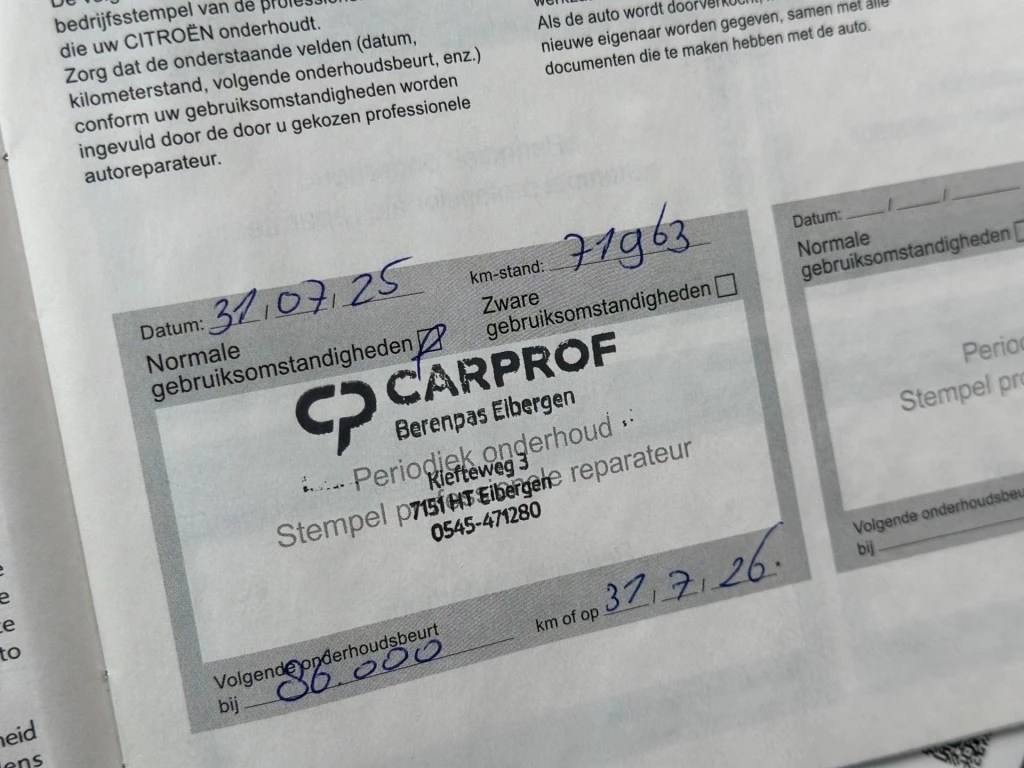 bedrijfsstempel van de
die uw CITROËN onderhoudt.
Zorg dat de onderstaande velden (datum,
kilometerstand, volgende onderhoudsbeurt, enz.)
conform uw gebruiksomstandigheden worden
ingevuld door de door u gekozen professionele
autoreparateur.
Als de auto wordt
nieuwe eigenaar worden gegeven, samen met alle
documenten die te maken hebben met de auto.
Datum: 31/07/25
km-stand: 71963
Normale
gebruiksomstandigheden
Zware
gebruiksomstandigheden
CP CARPROF
Berenpas Eibergen
Periodiek onderhoud
Kiefteweg 3
Stempel professionele reparateur
7151 HT Eibergen
0545-471280
Volgende onderhoudsbeurt
bij 86.000 km of op 31/7/26.
Datum: / /
Normale
gebruiksomstandigheden
Stempel
Volgende
bij